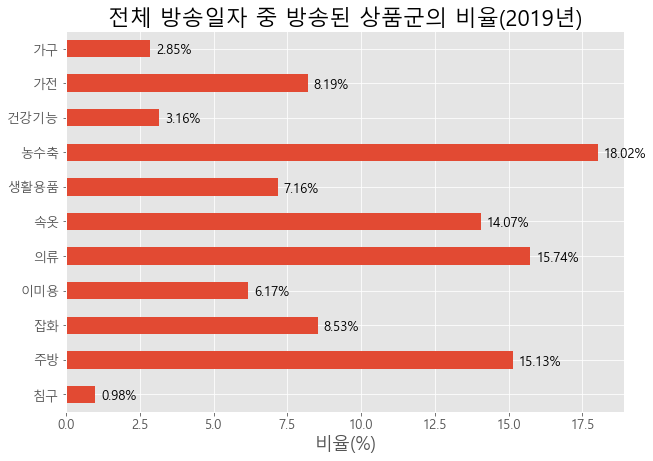 전체 방송일자 중 방송된 상품군의 비율(2019년)
가구 2.85%
가전 8.19%
건강기능 3.16%
농수축 18.02%
생활용품 7.16%
속옷 14.07%
의류 15.74%
이미용 6.17%
잡화 8.53%
주방 15.13%
침구 0.98%
0.0 2.5 5.0 7.5 10.0 12.5 15.0 17.5
비율(%)